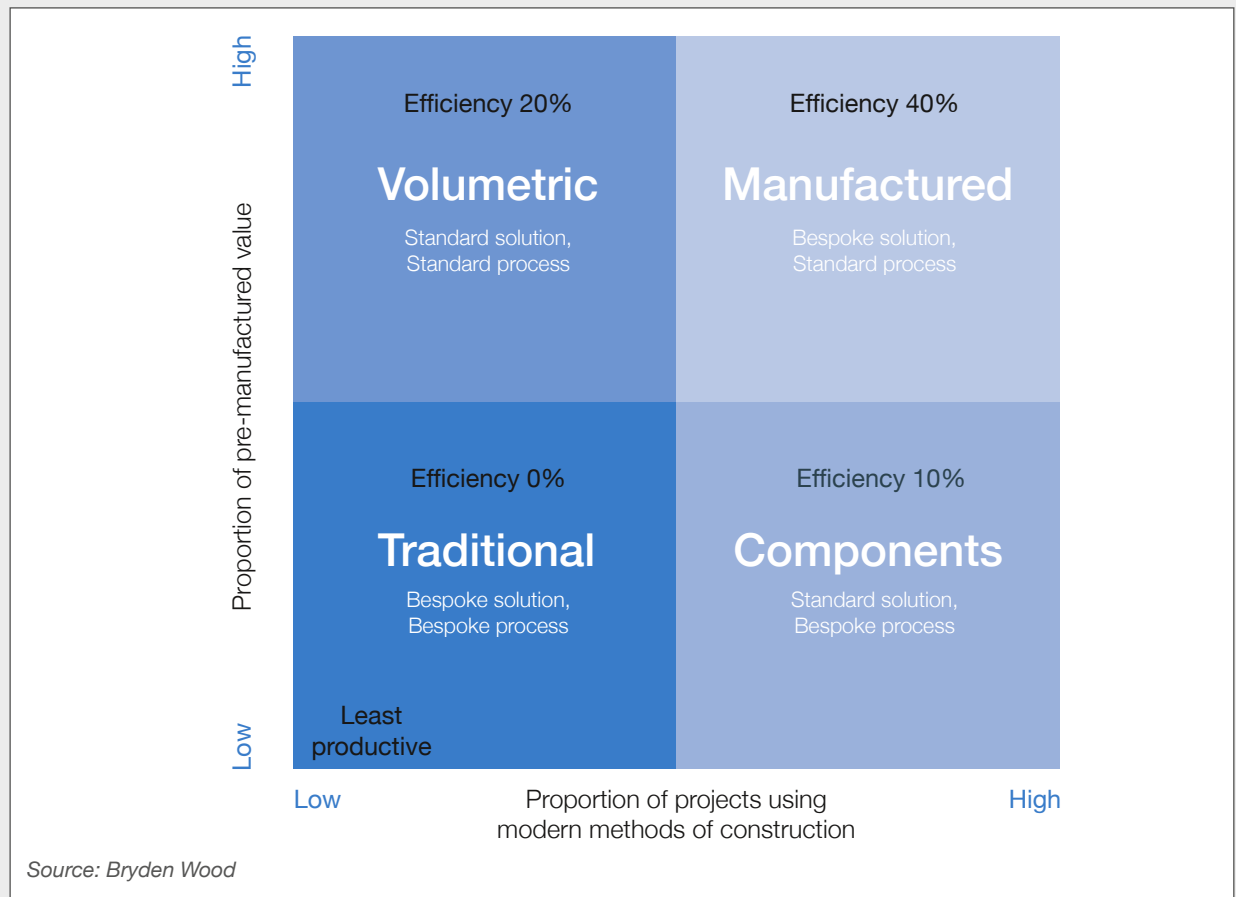 High
Proportion of pre-manufactured value
Low
Efficiency 20%
Volumetric
Standard solution,
Standard process
Efficiency 40%
Manufactured
Bespoke solution,
Standard process
Efficiency 0%
Traditional
Bespoke solution,
Bespoke process
Least
productive
Efficiency 10%
Components
Standard solution,
Bespoke process
Low
Proportion of projects using
modern methods of construction
High
Source: Bryden Wood